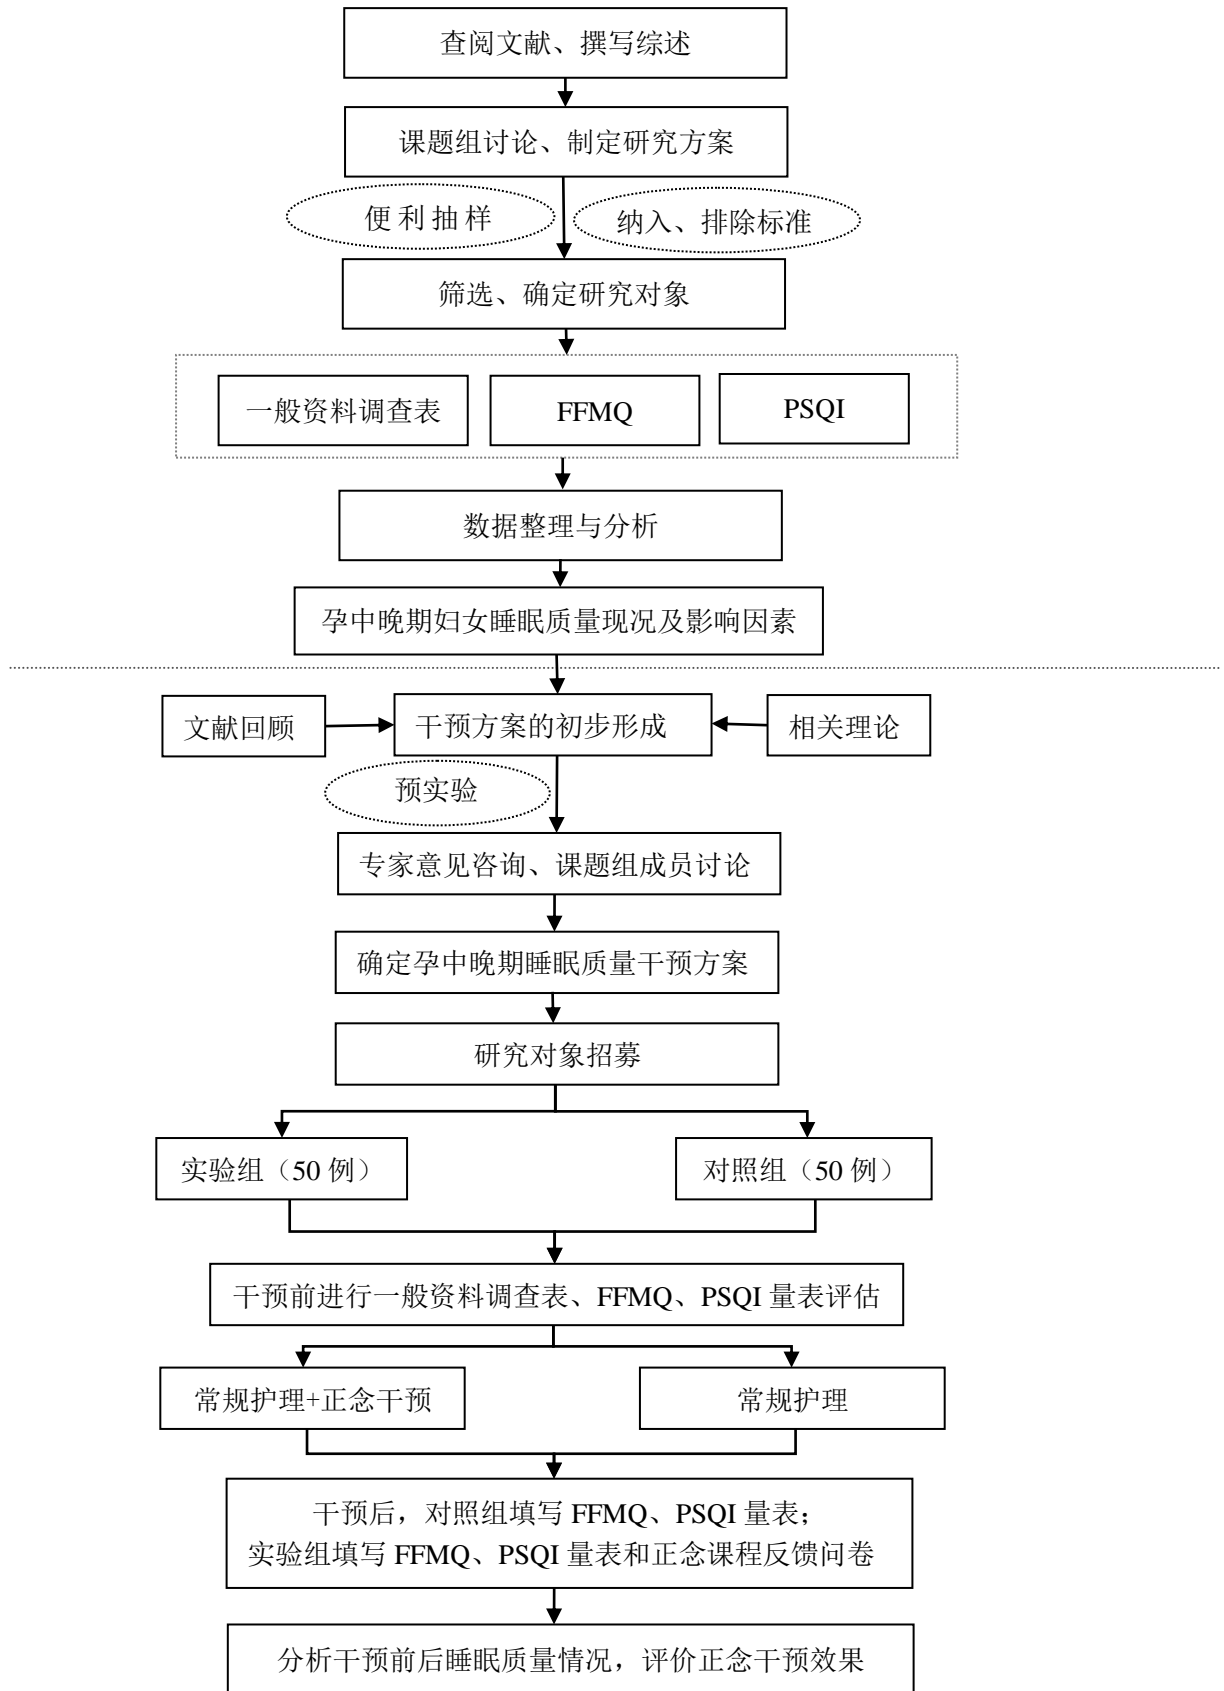 查阅文献、撰写综述
课题组讨论、制定研究方案
便利抽样
纳入、排除标准
筛选、确定研究对象
一般资料调查表
FFMQ
PSQI
数据整理与分析
孕中晚期妇女睡眠质量现况及影响因素
文献回顾
干预方案的初步形成
相关理论
预实验
专家意见咨询、课题组成员讨论
确定孕中晚期睡眠质量干预方案
研究对象招募
实验组（50 例）
对照组（50 例）
干预前进行一般资料调查表、FFMQ、PSQI 量表评估
常规护理+正念干预
常规护理
干预后，对照组填写 FFMQ、PSQI 量表；
实验组填写 FFMQ、PSQI 量表和正念课程反馈问卷
分析干预前后睡眠质量情况，评价正念干预效果